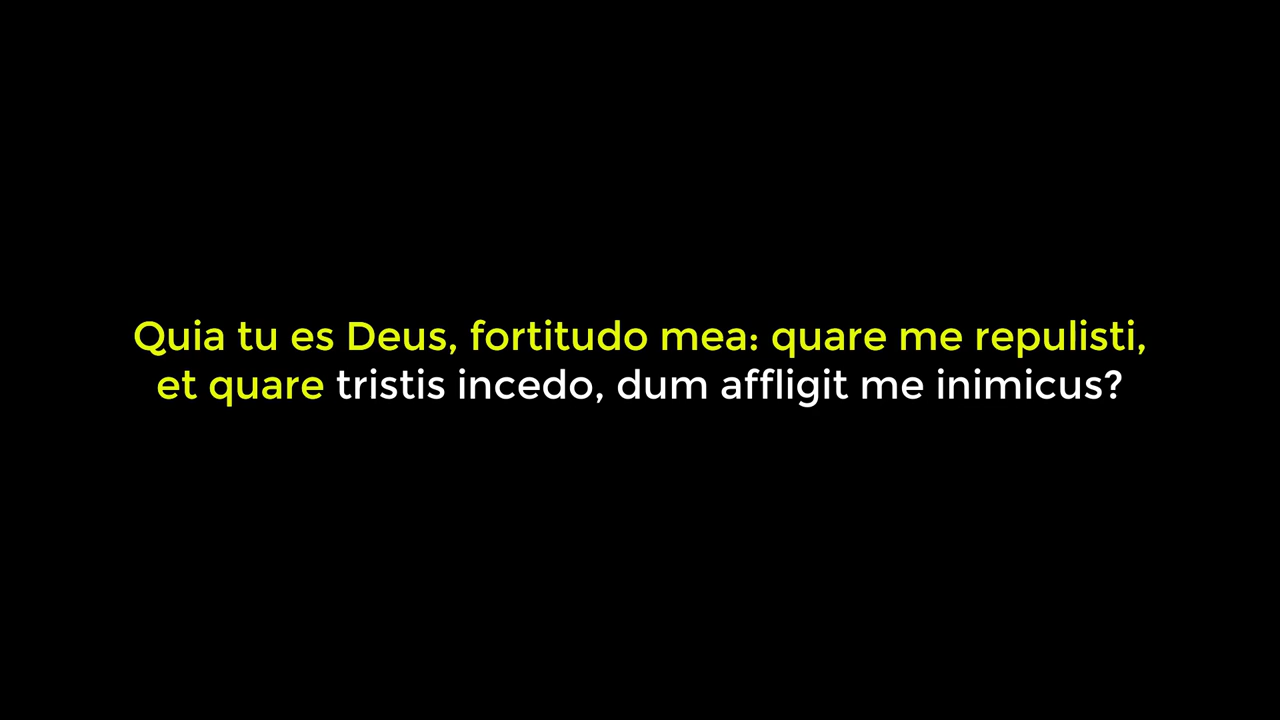 Quia tu es Deus, fortitudo mea: quare me repulisti,
et quare tristis incedo, dum affligit me inimicus?